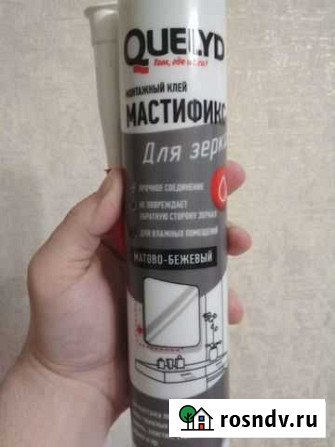 QUELYD
МОНТАЖНЫЙ КЛЕЙ
МАСТИФИКС
Для
ПРОЧНОЕ СОЕДИНЕНИЕ
НЕ ПОВРЕЖДАЕТ
ОБРАТНУЮ СТОРОНУ ЗЕРКАЛ
ДЛЯ ВЛАЖНЫХ ПОМЕЩЕНИЙ
МАТОВО-БЕЖЕВЫЙ
rosndv.ru